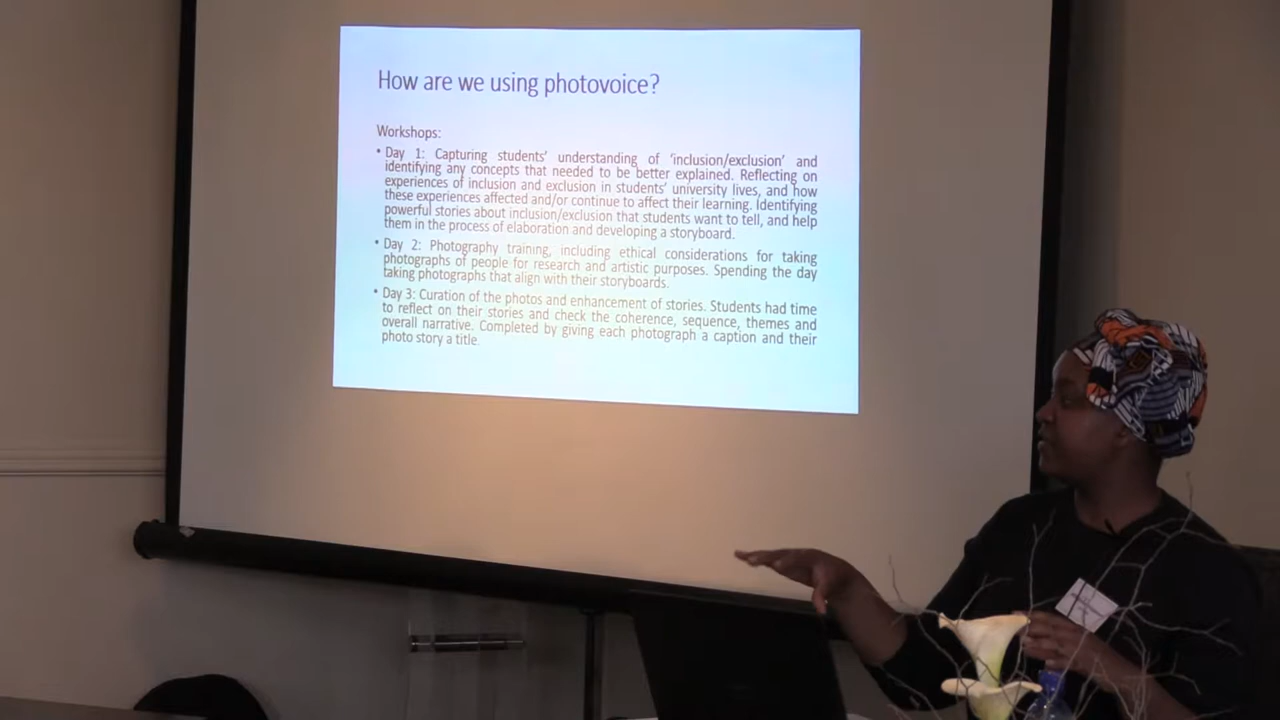 How are we using photovoice?
Workshops:
• Day 1: Capturing students' understanding of 'inclusion/exclusion' and
identifying any concepts that needed to be better explained. Reflecting on
experiences of inclusion and exclusion in students' university lives, and how
these experiences affected and/or continue to affect their learning. Identifying
powerful stories about inclusion/exclusion that students want to tell, and help
them in the process of elaboration and developing a storyboard.
• Day 2: Photography training, including ethical considerations for taking
photographs of people for research and artistic purposes. Spending the day
taking photographs that align with their storyboards.
• Day 3: Curation of the photos and enhancement of stories. Students had time
to reflect on their stories and check the coherence, sequence, themes and
overall narrative. Completed by giving each photograph a caption and their
photo story a title.